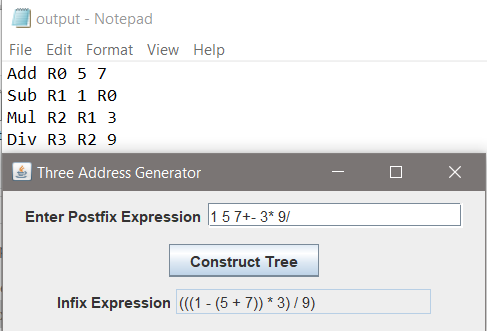 output - Notepad
File Edit Format View Help
Add R0 5 7
Sub R1 1 R0
Mul R2 R1 3
Div R3 R2 9
Three Address Generator
Enter Postfix Expression 1 5 7+- 3* 9/
Construct Tree
Infix Expression (((1 - (5 + 7)) * 3) / 9)